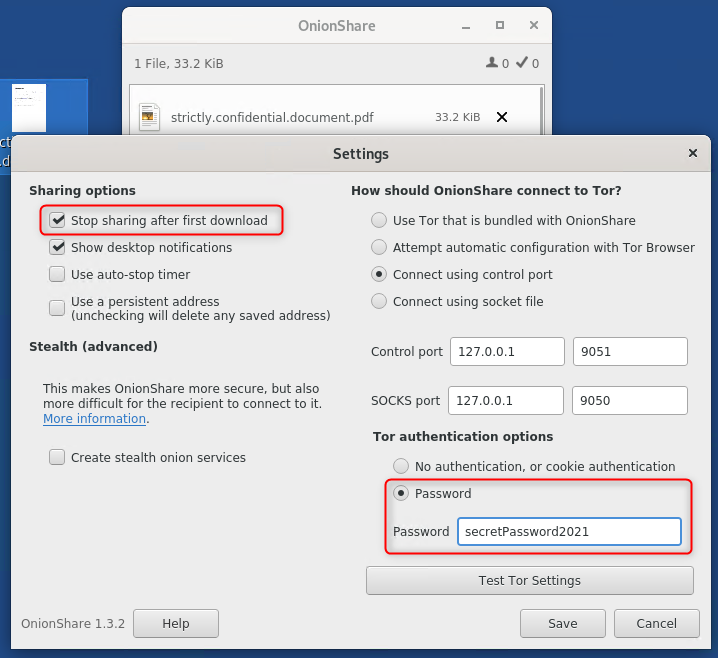 OnionShare
1 File, 33.2 KiB
0 0
strictly.confidential.document.pdf 33.2 KiB
Settings
Sharing options
Stop sharing after first download
Show desktop notifications
Use auto-stop timer
Use a persistent address
(unchecking will delete any saved address)
Stealth (advanced)
This makes OnionShare more secure, but also
more difficult for the recipient to connect to it.
More information.
Create stealth onion services
How should OnionShare connect to Tor?
Use Tor that is bundled with OnionShare
Attempt automatic configuration with Tor Browser
Connect using control port
Connect using socket file
Control port 127.0.0.1 9051
SOCKS port 127.0.0.1 9050
Tor authentication options
No authentication, or cookie authentication
Password
Password secretPassword2021
Test Tor Settings
OnionShare 1.3.2 Help Save Cancel